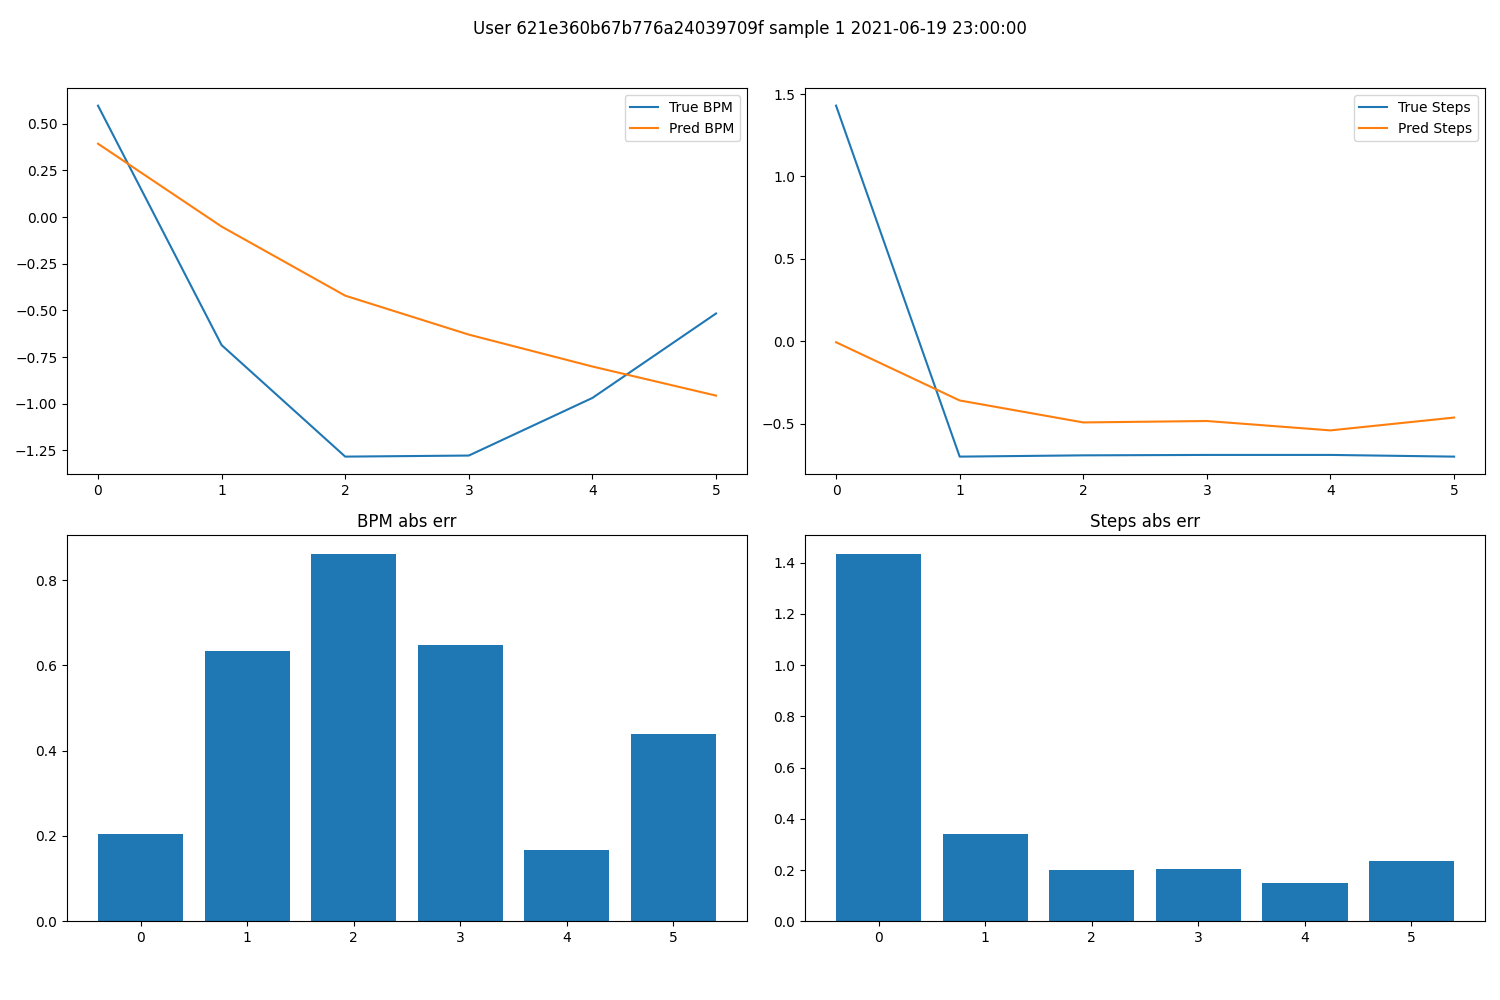 User 621e360b67b776a24039709f sample 1 2021-06-19 23:00:00
True BPM
Pred BPM
0.50
0.25
0.00
−0.25
−0.50
−0.75
−1.00
−1.25
0 1 2 3 4 5
True Steps
Pred Steps
1.5
1.0
0.5
0.0
−0.5
0 1 2 3 4 5
BPM abs err
0.8
0.6
0.4
0.2
0.0
0 1 2 3 4 5
Steps abs err
1.4
1.2
1.0
0.8
0.6
0.4
0.2
0.0
0 1 2 3 4 5